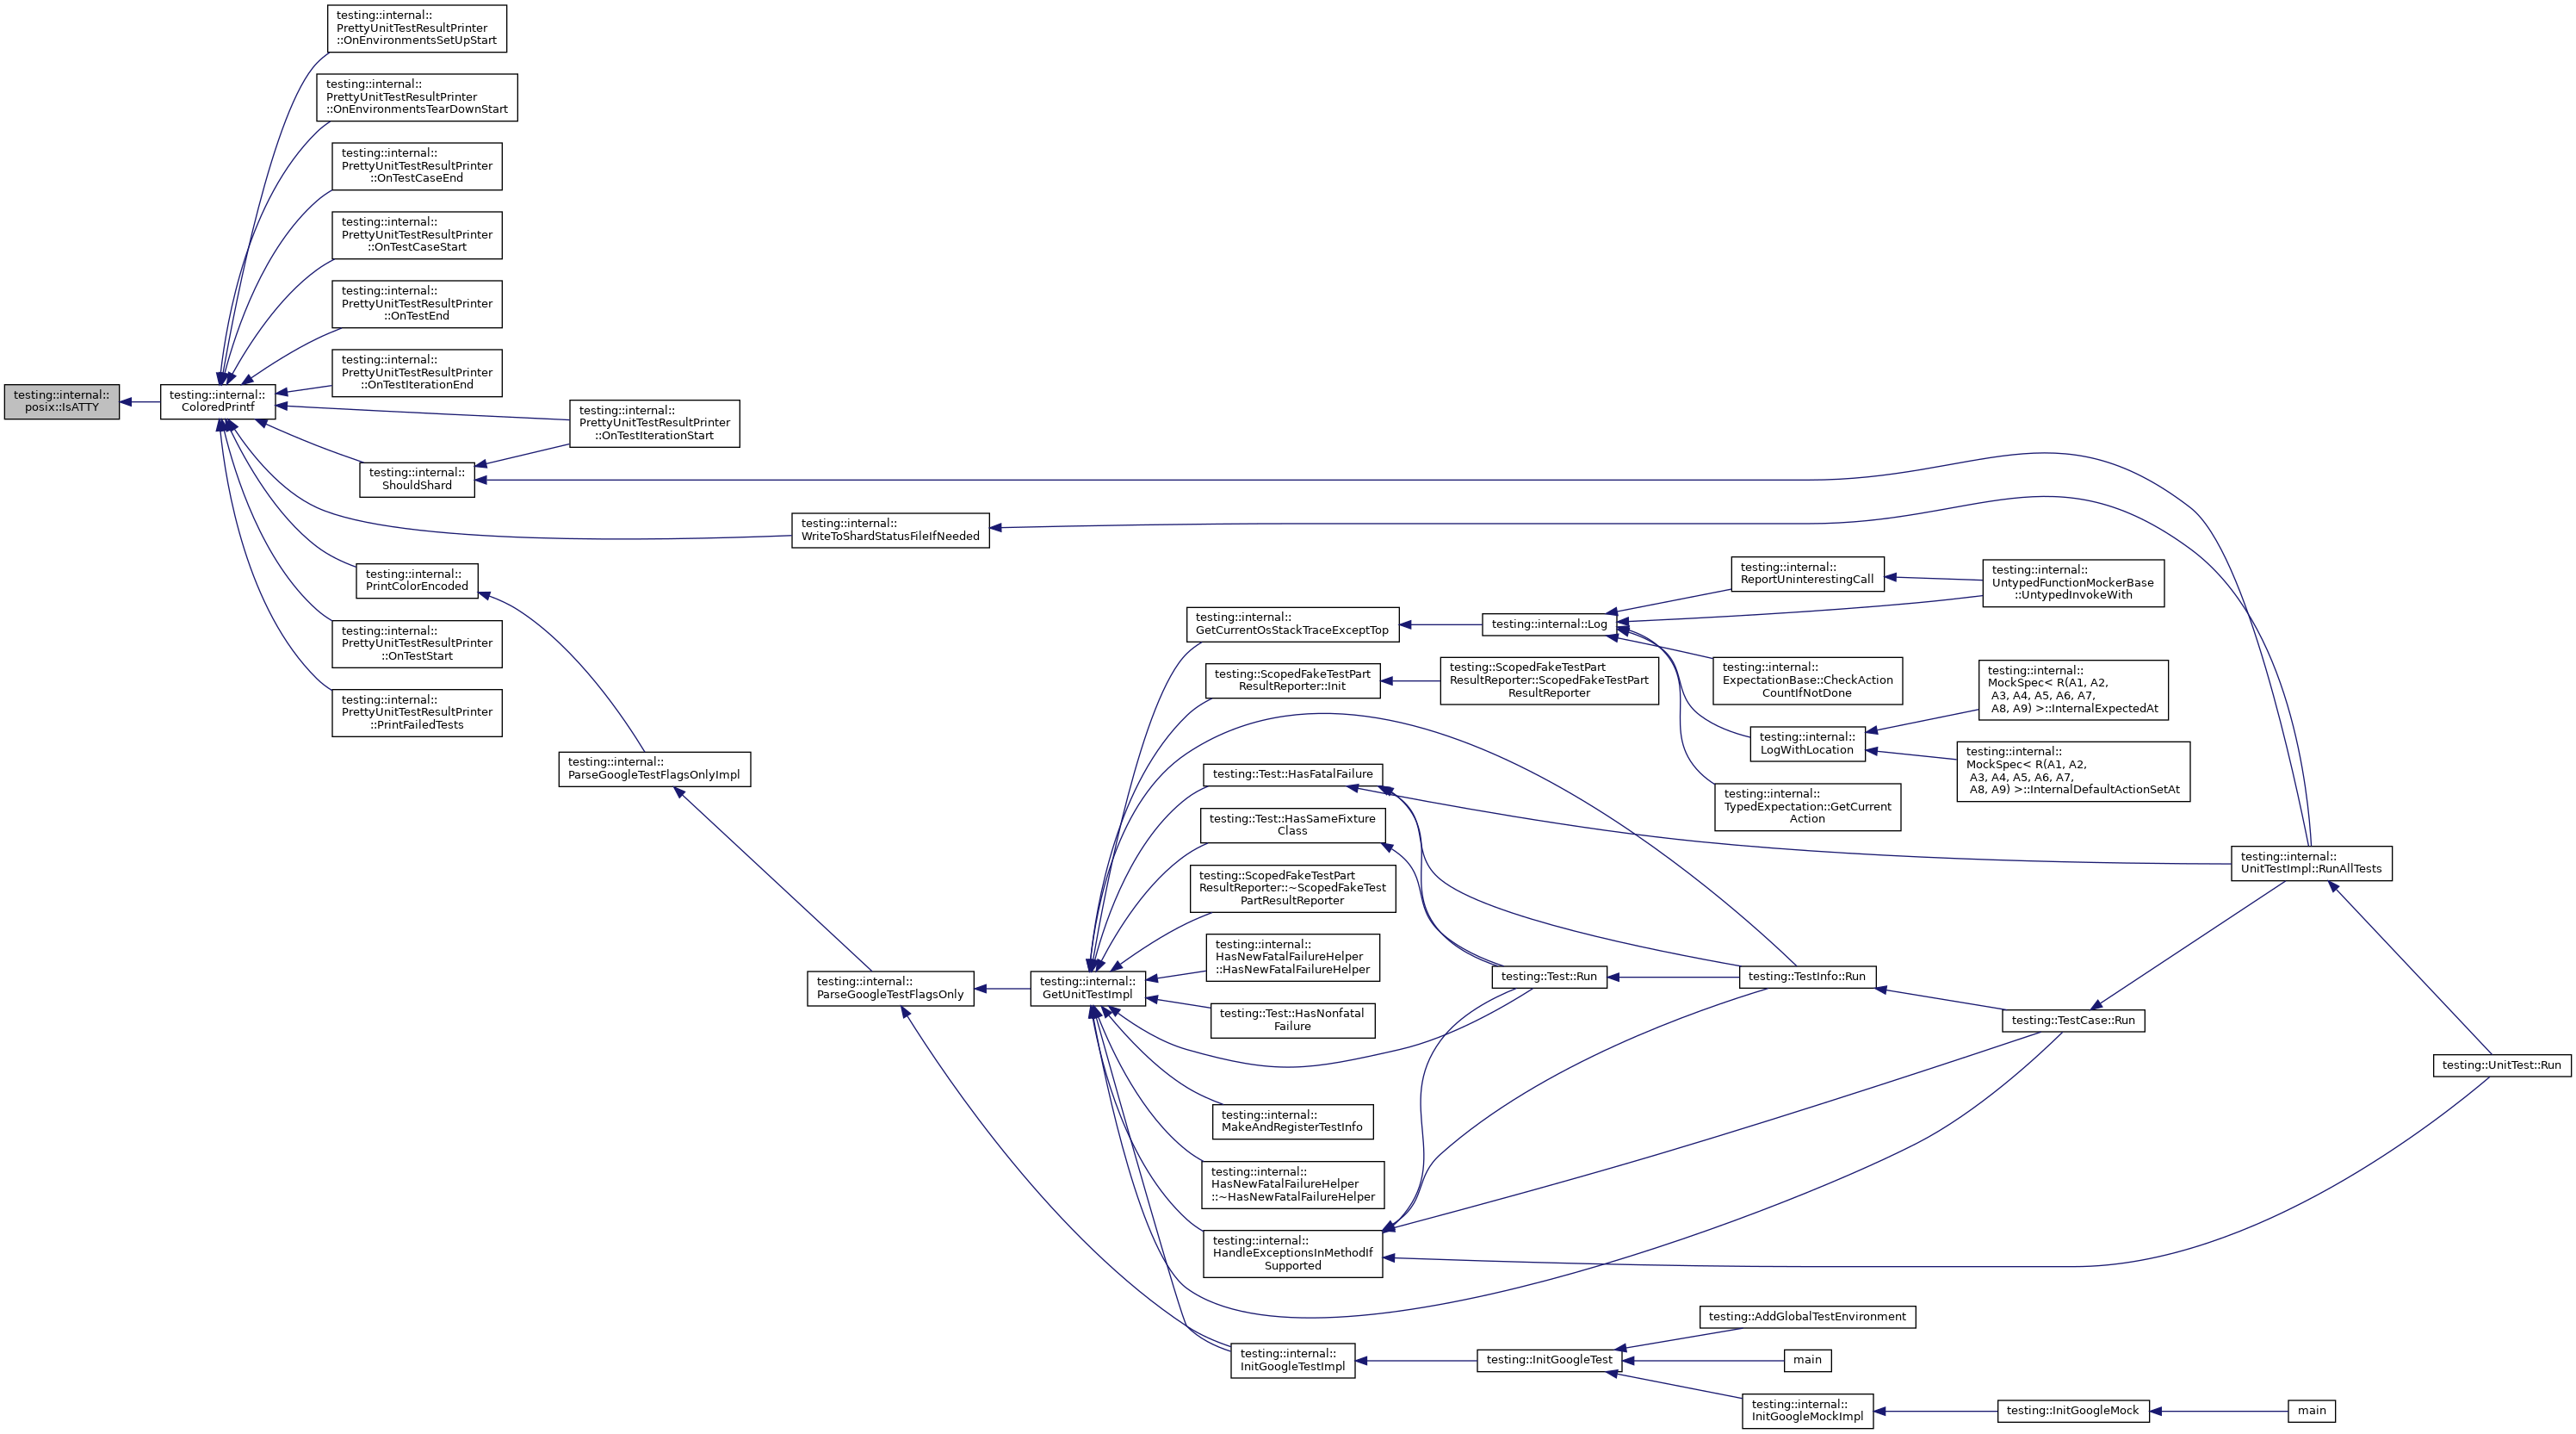 testing::internal::
PrettyUnitTestResultPrinter
::OnEnvironmentsSetUpStart
testing::internal::
PrettyUnitTestResultPrinter
::OnEnvironmentsTearDownStart
testing::internal::
PrettyUnitTestResultPrinter
::OnTestCaseEnd
testing::internal::
PrettyUnitTestResultPrinter
::OnTestCaseStart
testing::internal::
PrettyUnitTestResultPrinter
::OnTestEnd
testing::internal::
PrettyUnitTestResultPrinter
::OnTestIterationEnd
testing::internal::
posix::IsATTY
testing::internal::
ColoredPrintf
testing::internal::
PrettyUnitTestResultPrinter
::OnTestIterationStart
testing::internal::
ShouldShard
testing::internal::
WriteToShardStatusFileIfNeeded
testing::internal::
PrintColorEncoded
testing::internal::
PrettyUnitTestResultPrinter
::OnTestStart
testing::internal::
PrettyUnitTestResultPrinter
::PrintFailedTests
testing::internal::
ParseGoogleTestFlagsOnlyImpl
testing::internal::
ParseGoogleTestFlagsOnly
testing::internal::
GetUnitTestImpl
testing::internal::
GetCurrentOsStackTraceExceptTop
testing::internal::Log
testing::internal::
ReportUninterestingCall
testing::internal::
UntypedFunctionMockerBase
::UntypedInvokeWith
testing::ScopedFakeTestPart
ResultReporter::Init
testing::ScopedFakeTestPart
ResultReporter::ScopedFakeTestPart
ResultReporter
testing::internal::
ExpectationBase::CheckAction
CountIfNotDone
testing::internal::
LogWithLocation
testing::internal::
MockSpec< R(A1, A2,
A3, A4, A5, A6, A7,
A8, A9) >::InternalExpectedAt
testing::internal::
MockSpec< R(A1, A2,
A3, A4, A5, A6, A7,
A8, A9) >::InternalDefaultActionSetAt
testing::internal::
TypedExpectation::GetCurrent
Action
testing::Test::HasFatalFailure
testing::Test::HasSameFixture
Class
testing::ScopedFakeTestPart
ResultReporter::~ScopedFakeTest
PartResultReporter
testing::internal::
HasNewFatalFailureHelper
::HasNewFatalFailureHelper
testing::Test::HasNonfatal
Failure
testing::Test::Run
testing::TestInfo::Run
testing::TestCase::Run
testing::internal::
UnitTestImpl::RunAllTests
testing::UnitTest::Run
testing::internal::
MakeAndRegisterTestInfo
testing::internal::
HasNewFatalFailureHelper
::~HasNewFatalFailureHelper
testing::internal::
HandleExceptionsInMethodIf
Supported
testing::internal::
InitGoogleTestImpl
testing::InitGoogleTest
testing::AddGlobalTestEnvironment
main
testing::internal::
InitGoogleMockImpl
testing::InitGoogleMock
main